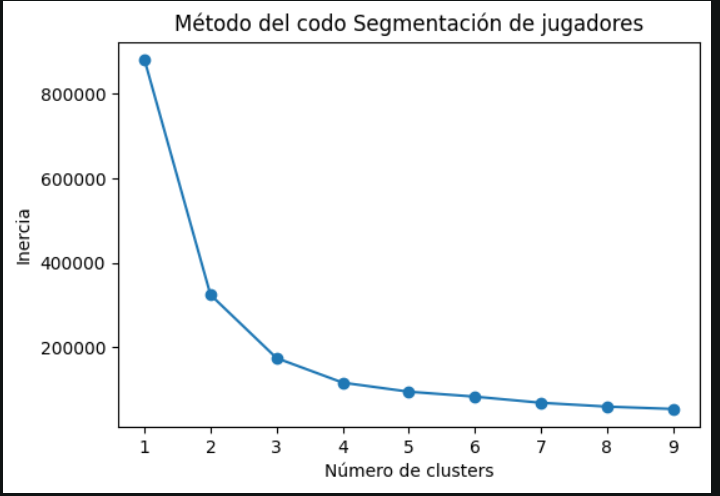 Método del codo Segmentación de jugadores
800000
600000
400000
200000
Inercia
1 2 3 4 5 6 7 8 9
Número de clusters